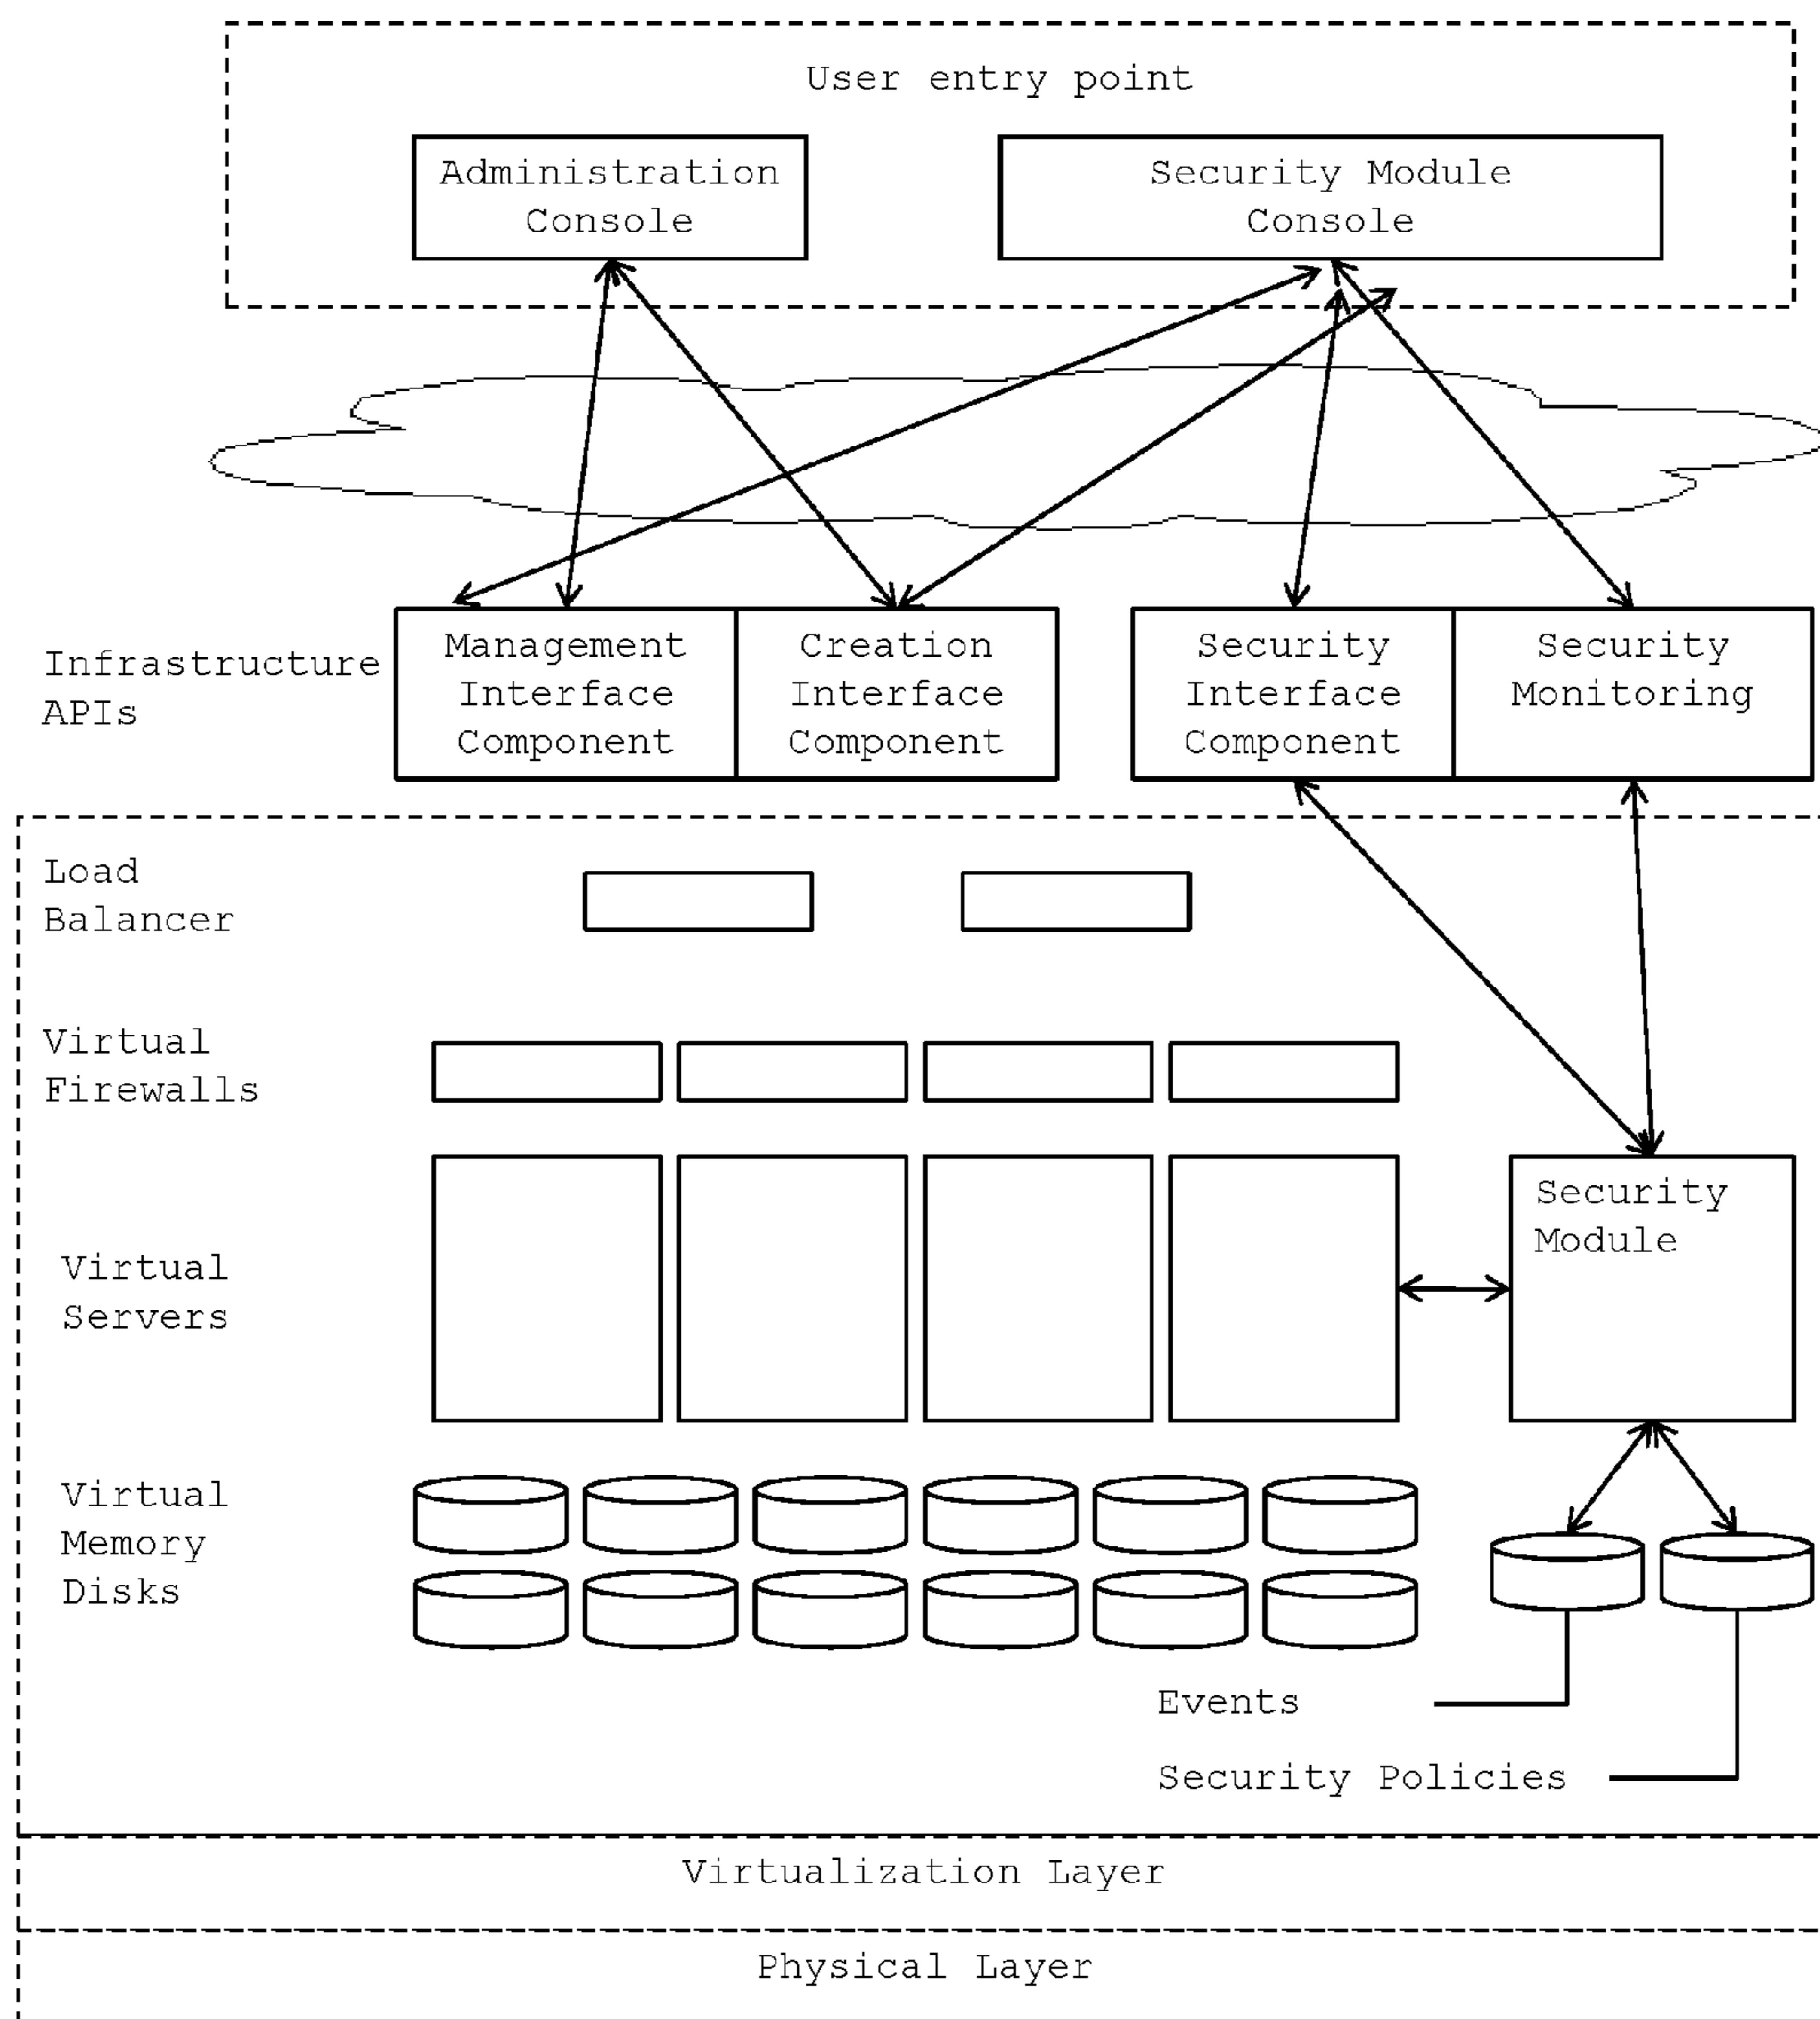 User entry point
Administration
Console
Security Module
Console
Infrastructure
APIs
Management
Interface
Component
Creation
Interface
Component
Security
Interface
Component
Security
Monitoring
Load
Balancer
Virtual
Firewalls
Virtual
Servers
Security
Module
Virtual
Memory
Disks
Events
Security Policies
Virtualization Layer
Physical Layer